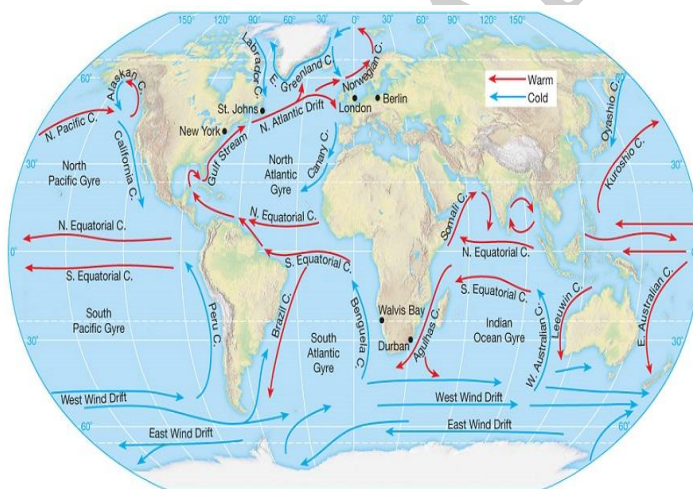 150° 120° 90° 30° 0° 30° 90° 120° 150°
60° 60°
Alaskan C.
Labrador C.
E. Greenland C.
Norwegian C.
Warm
Cold
N. Pacific C.
St. Johns
N. Atlantic Drift
London
Berlin
Oyashio C.
New York
Gulf Stream
California C.
Canary C.
Kuroshio C.
30° 30°
North
Pacific Gyre
North
Atlantic
Gyre
Somali C.
N. Equatorial C.
N. Equatorial C.
N. Equatorial C.
0° 0°
S. Equatorial C.
S. Equatorial C.
S. Equatorial C.
South
Pacific Gyre
Peru C.
Brazil C.
South
Atlantic
Gyre
Benguela C.
Walvis Bay
Durban
Agulhas C.
Indian
Ocean Gyre
W. Australian C.
Leeuwin C.
E. Australian C.
30° 30°
West Wind Drift
West Wind Drift
East Wind Drift
East Wind Drift
60° 60°